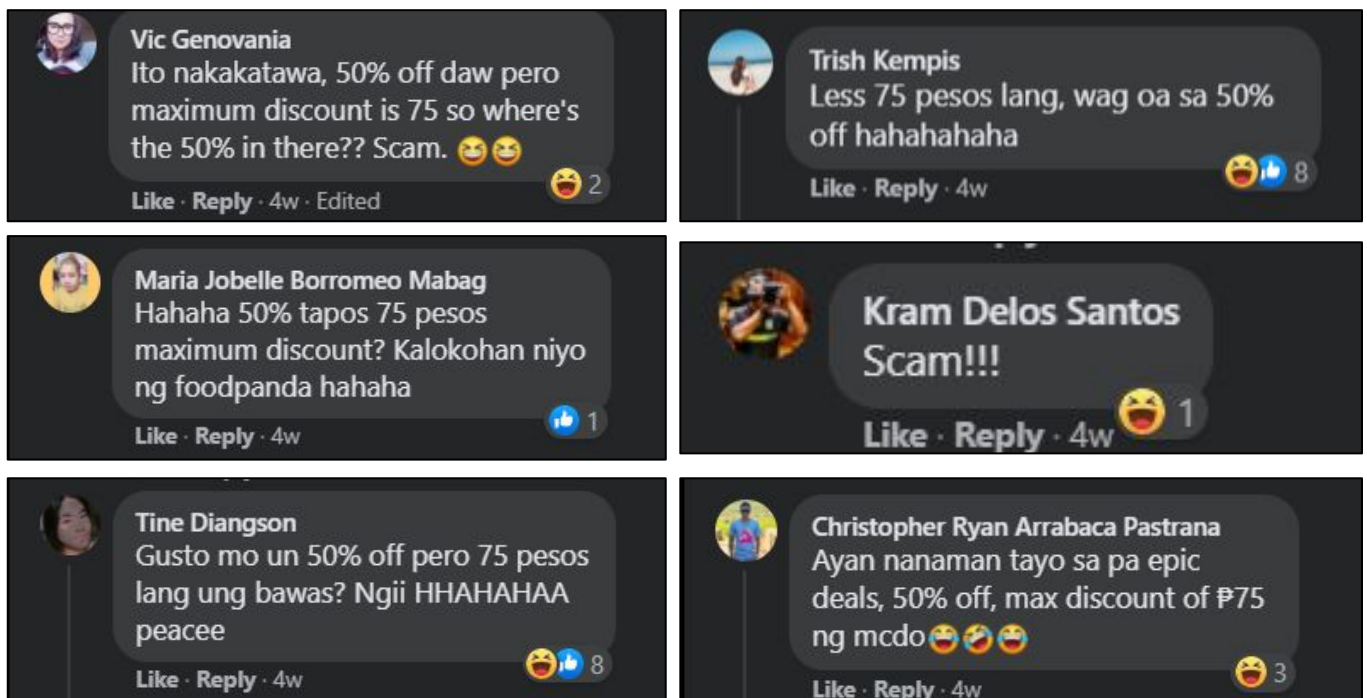 Vic Genovania
Ito nakakatawa, 50% off daw pero
maximum discount is 75 so where's
the 50% in there?? Scam. 😆😆
2
Like · Reply · 4w · Edited
Trish Kempis
Less 75 pesos lang, wag oa sa 50%
off hahahahaha
8
Like · Reply · 4w
Maria Jobelle Borromeo Mabag
Hahaha 50% tapos 75 pesos
maximum discount? Kalokohan niyo
ng foodpanda hahaha
1
Like · Reply · 4w
Kram Delos Santos
Scam!!!
1
Like · Reply · 4w
Tine Diangson
Gusto mo un 50% off pero 75 pesos
lang ung bawas? Ngii HHAHAHAA
peacee
8
Like · Reply · 4w
Christopher Ryan Arrabaca Pastrana
Ayan nanaman tayo sa pa epic
deals, 50% off, max discount of ₱75
ng mcdo😂🤣😂
3
Like · Reply · 4w